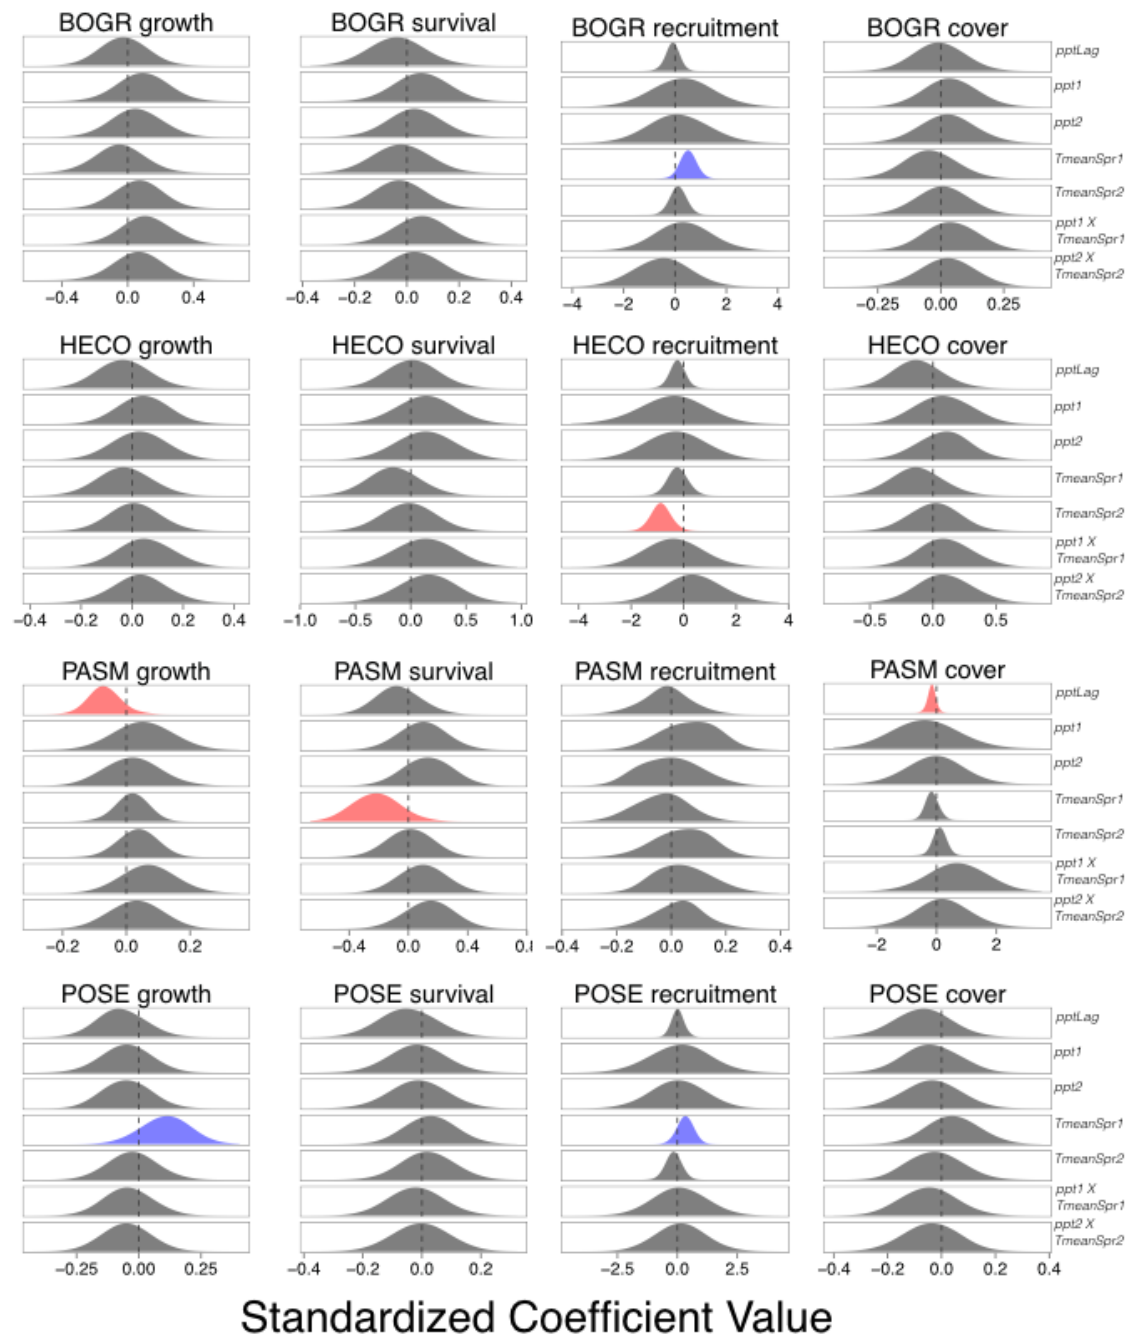 BOGR growth BOGR survival BOGR recruitment BOGR cover
pptLag
ppt1
ppt2
TmeanSpr1
TmeanSpr2
ppt1 X
TmeanSpr1
ppt2 X
TmeanSpr2
−0.4 0.0 0.4 −0.4 −0.2 0.0 0.2 0.4 −4 −2 0 2 4 −0.25 0.00 0.25
HECO growth HECO survival HECO recruitment HECO cover
pptLag
ppt1
ppt2
TmeanSpr1
TmeanSpr2
ppt1 X
TmeanSpr1
ppt2 X
TmeanSpr2
−0.4 −0.2 0.0 0.2 0.4 −1.0 −0.5 0.0 0.5 1.0 −4 −2 0 2 4 −0.5 0.0 0.5
PASM growth PASM survival PASM recruitment PASM cover
pptLag
ppt1
ppt2
TmeanSpr1
TmeanSpr2
ppt1 X
TmeanSpr1
ppt2 X
TmeanSpr2
−0.2 0.0 0.2 −0.4 0.0 0.4 −0.4 −0.2 0.0 0.2 0.4 −2 0 2
POSE growth POSE survival POSE recruitment POSE cover
pptLag
ppt1
ppt2
TmeanSpr1
TmeanSpr2
ppt1 X
TmeanSpr1
ppt2 X
TmeanSpr2
−0.25 0.00 0.25 −0.4 −0.2 0.0 0.2 −2.5 0.0 2.5 −0.4 −0.2 0.0 0.2 0.4
Standardized Coefficient Value